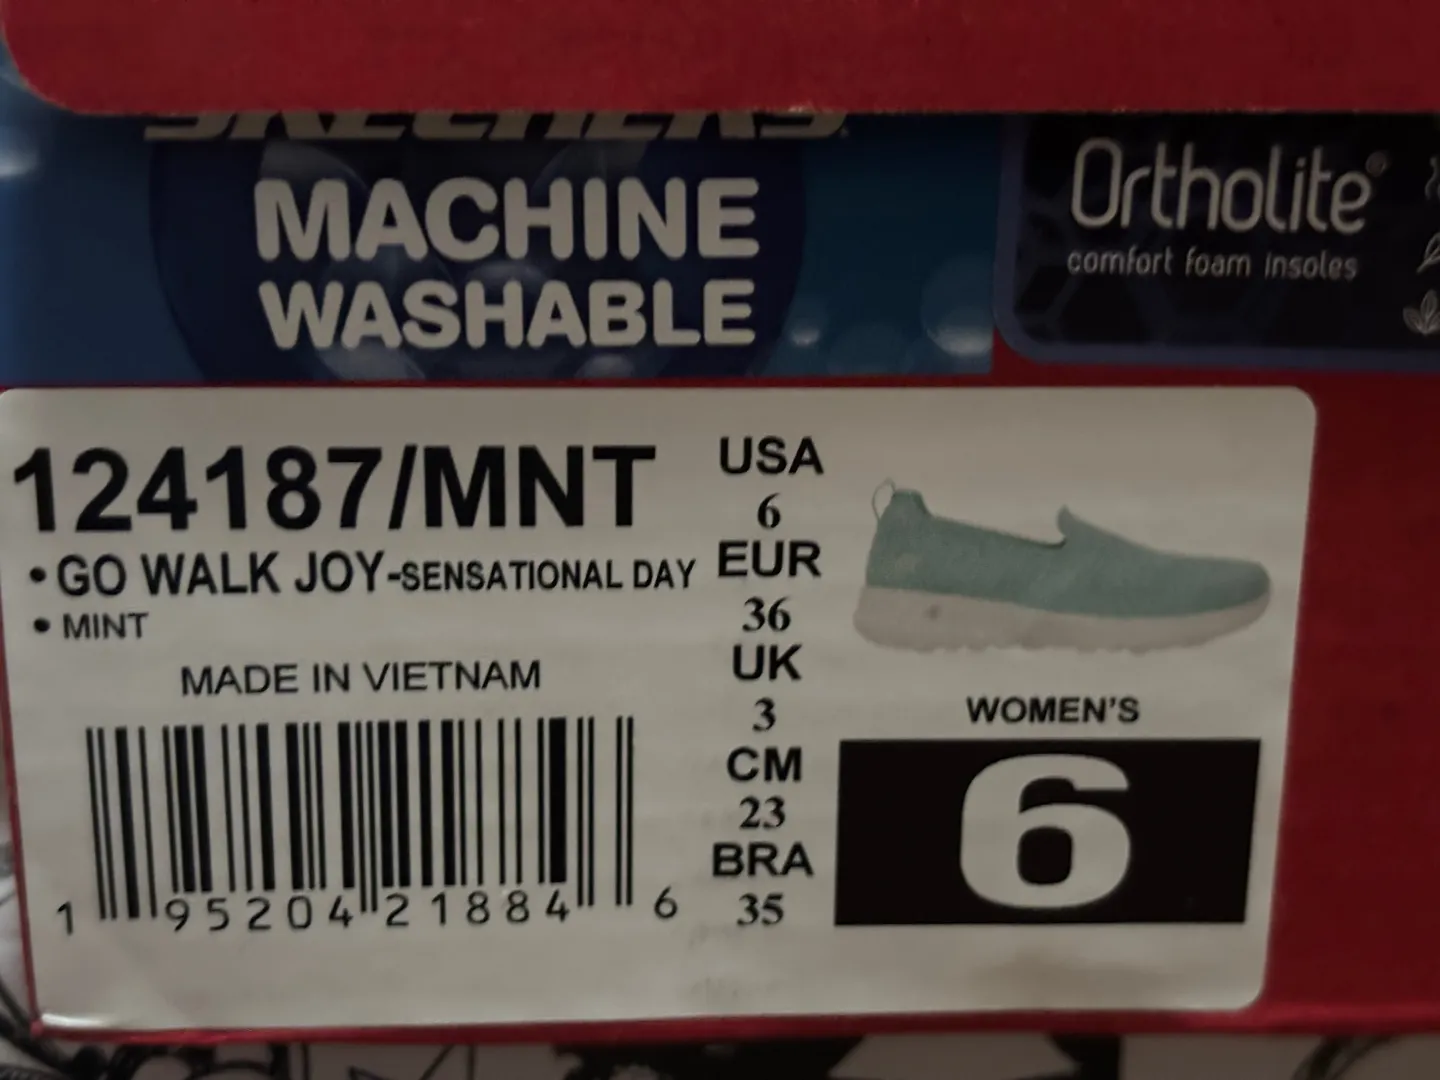 SKECHERS
MACHINE
WASHABLE
OrthoLite®
comfort foam insoles
124187/MNT
• GO WALK JOY-SENSATIONAL DAY
• MINT
MADE IN VIETNAM
1 95204 21884 6
USA
6
EUR
36
UK
3
CM
23
BRA
35
WOMEN'S
6